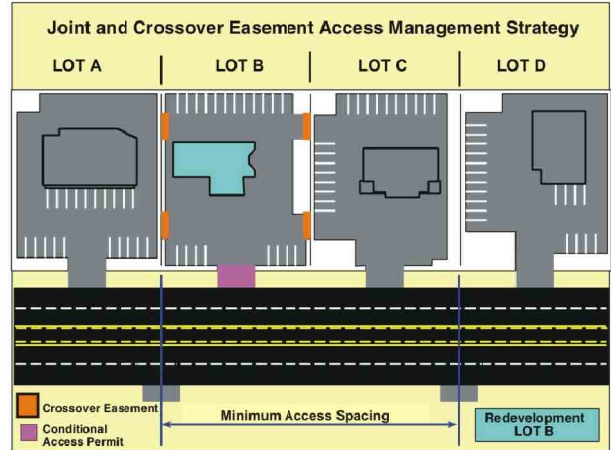 Joint and Crossover Easement Access Management Strategy
LOT A
LOT B
LOT C
LOT D
Crossover Easement
Conditional
Access Permit
Minimum Access Spacing
Redevelopment
LOT B